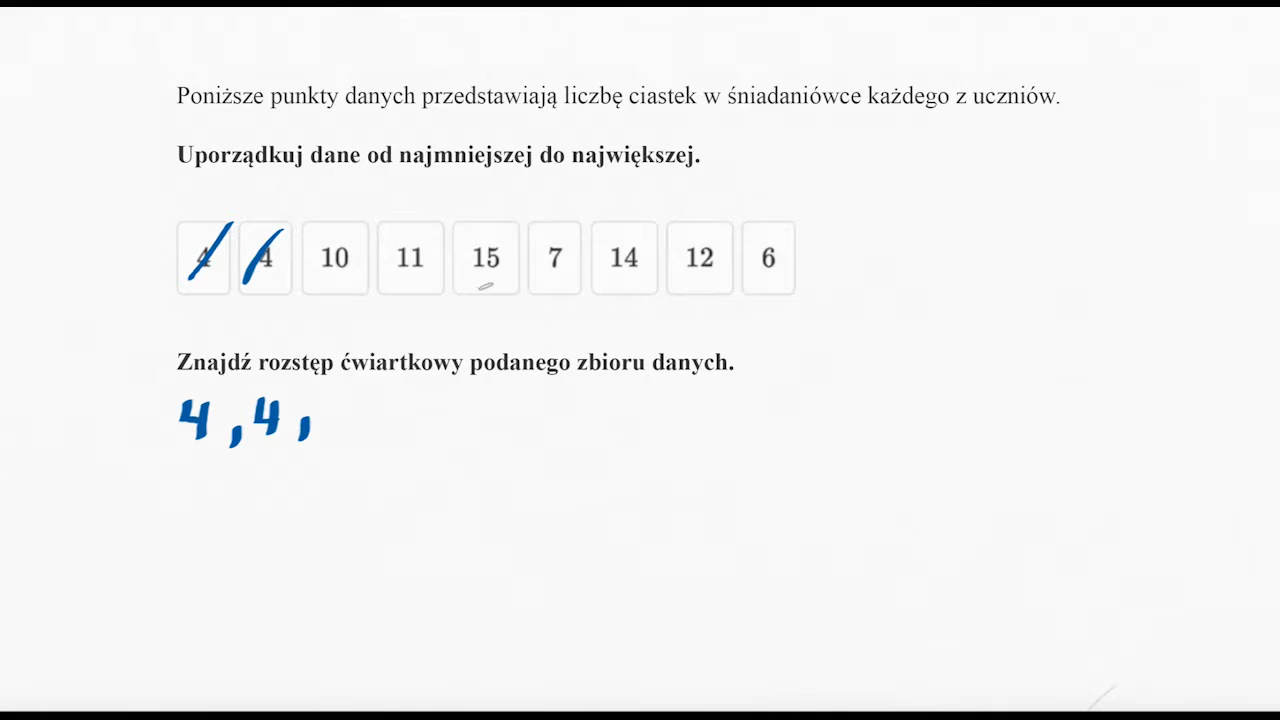 Poniższe punkty danych przedstawiają liczbę ciastek w śniadaniówce każdego z uczniów.
Uporządkuj dane od najmniejszej do największej.
4 4 10 11 15 7 14 12 6
Znajdź rozstęp ćwiartkowy podanego zbioru danych.
4, 4,